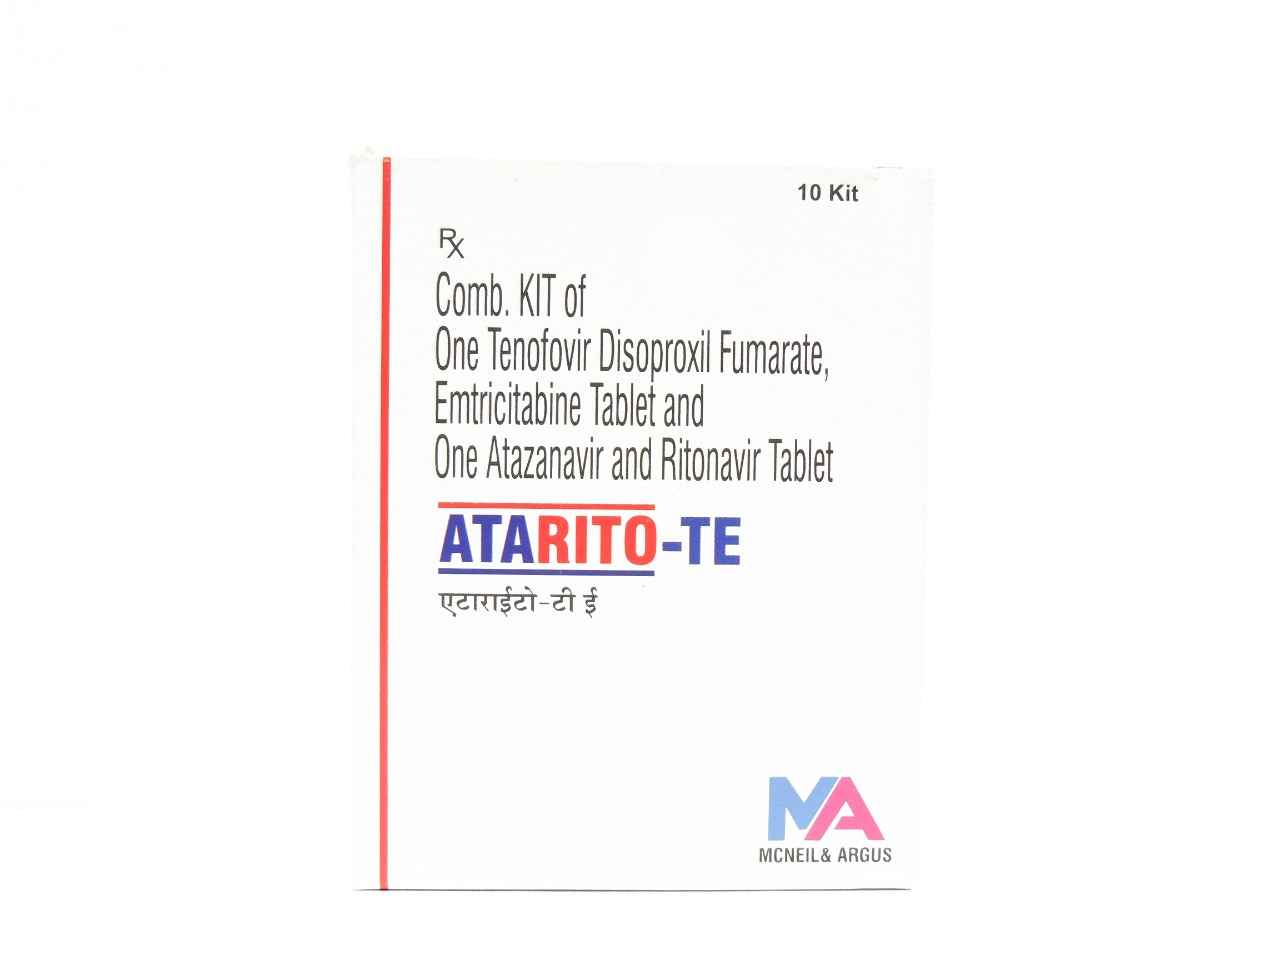 10 Kit
Rx
Comb. KIT of
One Tenofovir Disoproxil Fumarate,
Emtricitabine Tablet and
One Atazanavir and Ritonavir Tablet
ATARITO-TE
एटाराईटो-टी ई
MA
MCNEIL& ARGUS